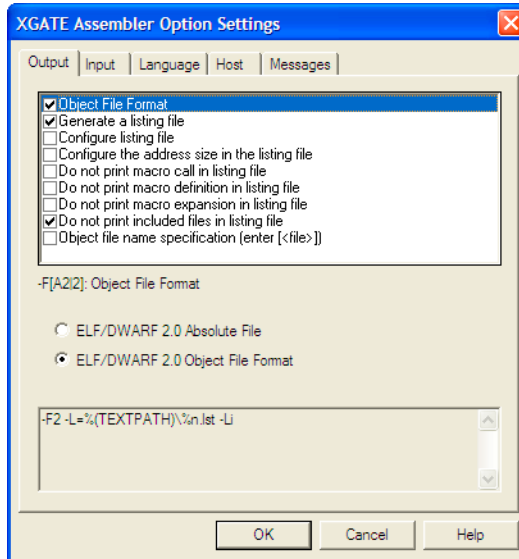 XGATE Assembler Option Settings
Output Input Language Host Messages
Object File Format
Generate a listing file
Configure listing file
Configure the address size in the listing file
Do not print macro call in listing file
Do not print macro definition in listing file
Do not print macro expansion in listing file
Do not print included files in listing file
Object file name specification (enter [<file>])
-F[A2|2]: Object File Format
ELF/DWARF 2.0 Absolute File
ELF/DWARF 2.0 Object File Format
-F2 -L=%(TEXTPATH)\%n.lst -Li
OK Cancel Help